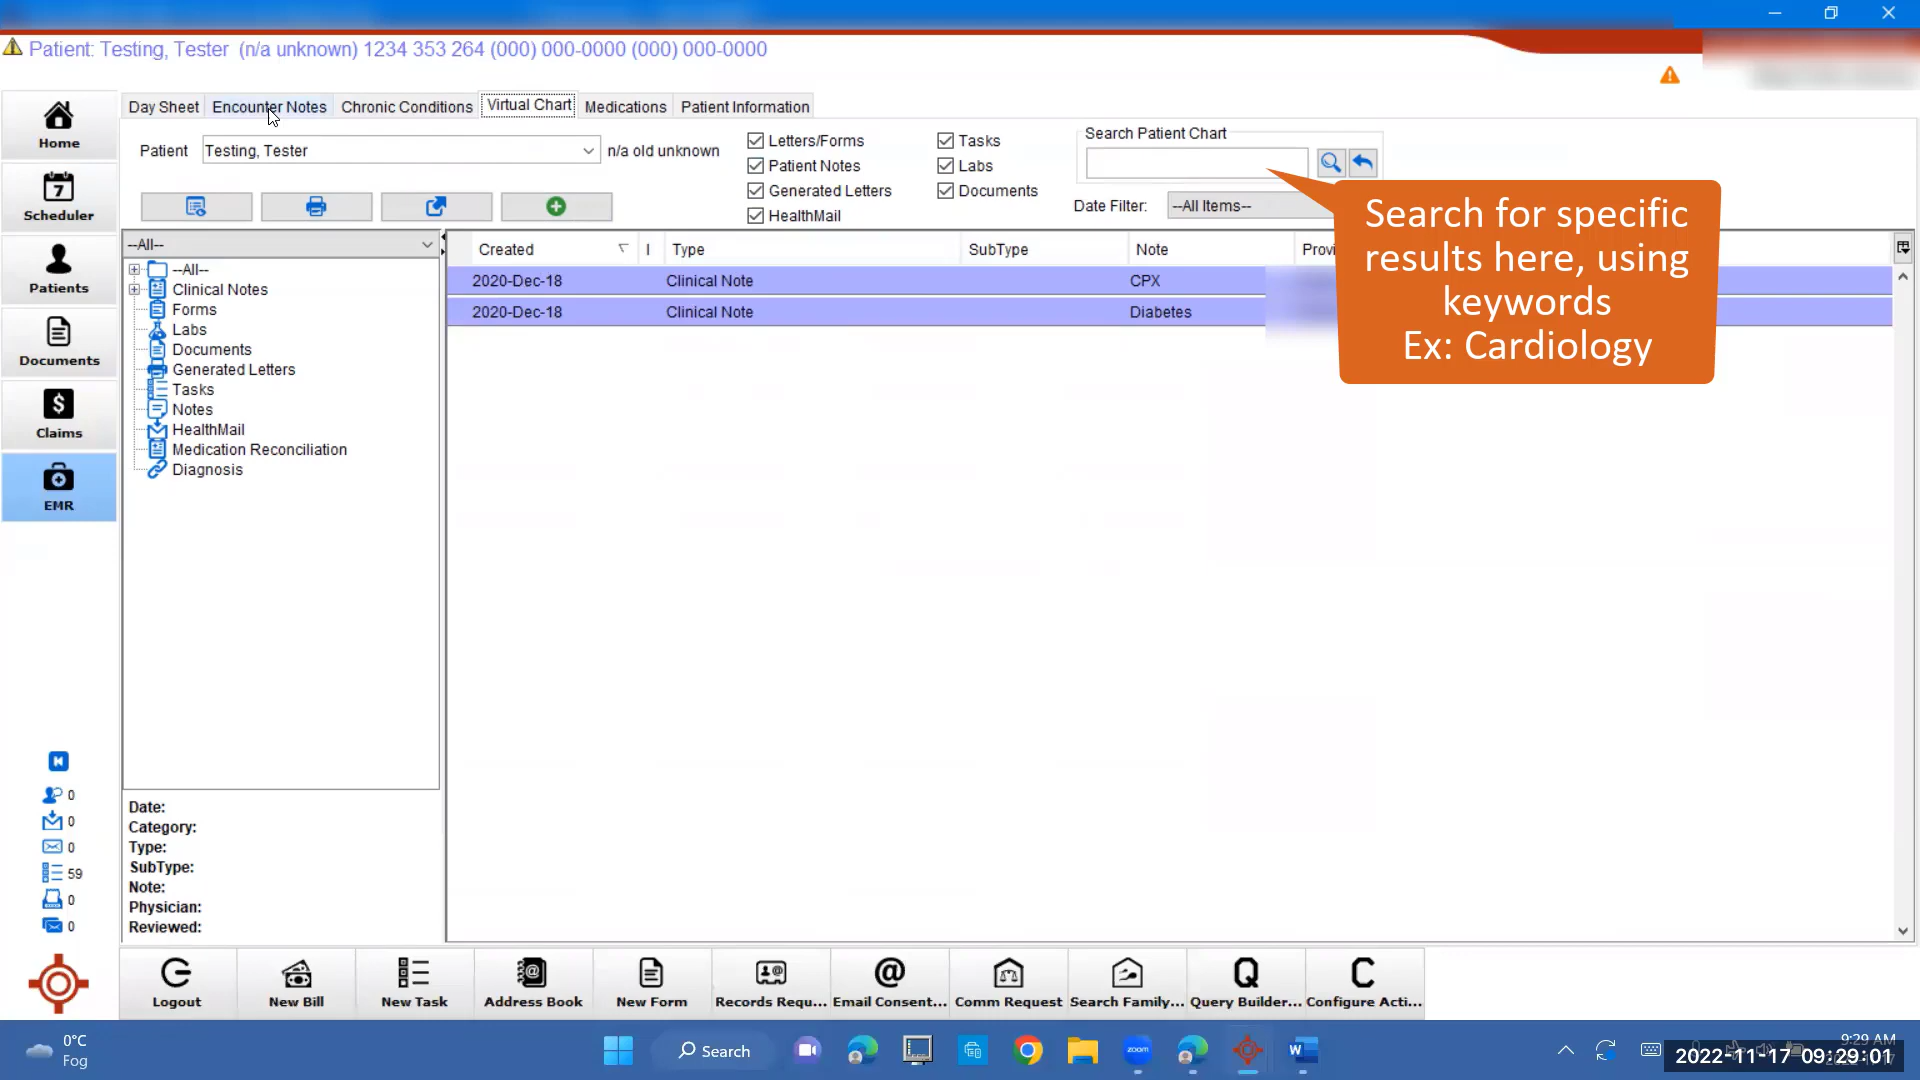 Patient: Testing, Tester (n/a unknown) 1234 353 264 (000) 000-0000 (000) 000-0000
Day Sheet Encounter Notes Chronic Conditions Virtual Chart Medications Patient Information
Home
7
Scheduler
Patients
Documents
$
Claims
EMR
Patient Testing, Tester n/a old unknown
Letters/Forms Tasks
Patient Notes Labs
Generated Letters Documents
HealthMail
Search Patient Chart
Date Filter: --All Items--
Search for specific
results here, using
keywords
Ex: Cardiology
--All--
--All--
Clinical Notes
Forms
Labs
Documents
Generated Letters
Tasks
Notes
HealthMail
Medication Reconciliation
Diagnosis
Created I Type SubType Note Provi
2020-Dec-18 Clinical Note CPX
2020-Dec-18 Clinical Note Diabetes
0
0
0
59
0
0
Date:
Category:
Type:
SubType:
Note:
Physician:
Reviewed:
Logout New Bill New Task Address Book New Form Records Requ... Email Consent... Comm Request Search Family... Query Builder... Configure Acti...
0°C
Fog
Search
zoom
W
9:29 AM
2022-11-17 09:29:01